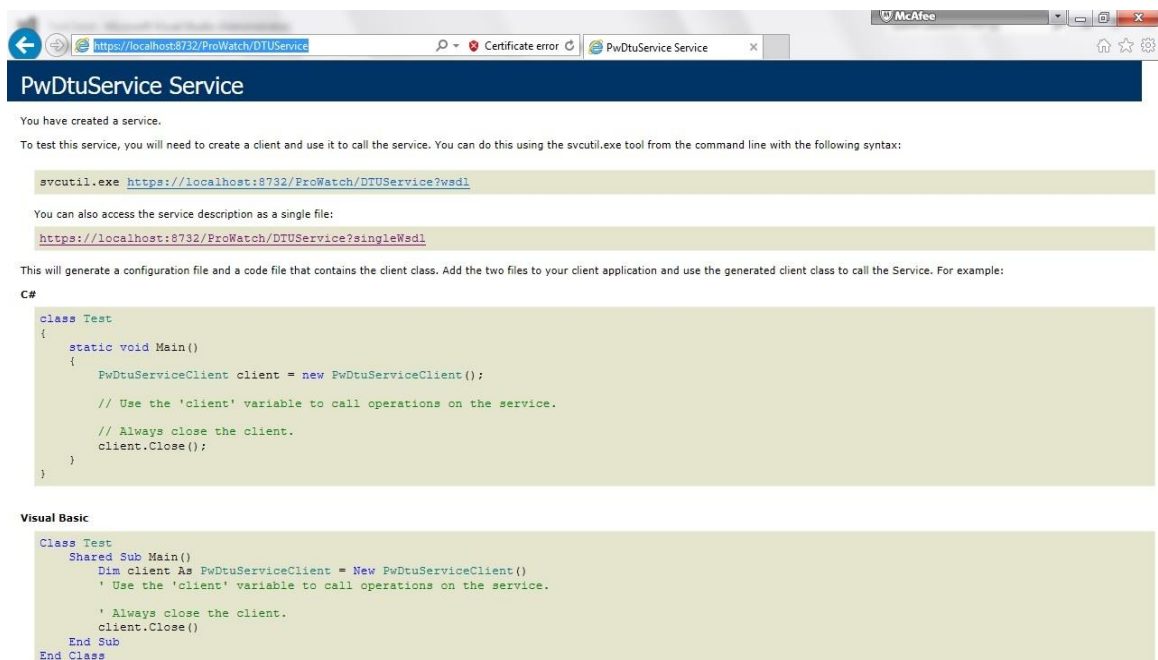 McAfee
https://localhost:8732/ProWatch/DTUService
Certificate error
PwDtuService Service
PwDtuService Service
You have created a service.
To test this service, you will need to create a client and use it to call the service. You can do this using the svcutil.exe tool from the command line with the following syntax:
svcutil.exe https://localhost:8732/ProWatch/DTUService?wsdl
You can also access the service description as a single file:
https://localhost:8732/ProWatch/DTUService?singleWsdl
This will generate a configuration file and a code file that contains the client class. Add the two files to your client application and use the generated client class to call the Service. For example:
C#
class Test
{
static void Main()
{
PwDtuServiceClient client = new PwDtuServiceClient();
// Use the 'client' variable to call operations on the service.
// Always close the client.
client.Close();
}
}
Visual Basic
Class Test
Shared Sub Main()
Dim client As PwDtuServiceClient = New PwDtuServiceClient()
' Use the 'client' variable to call operations on the service.
' Always close the client.
client.Close()
End Sub
End Class